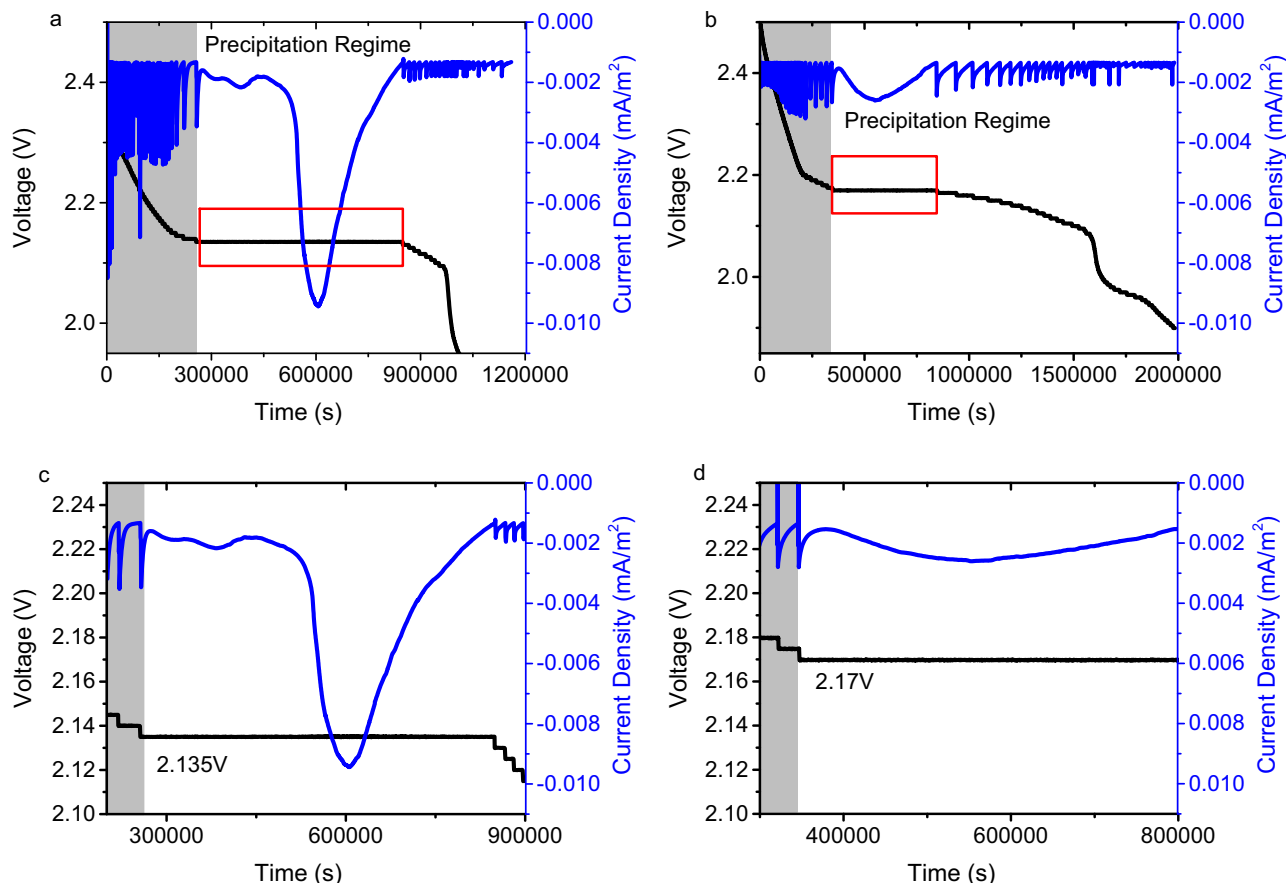 a
Precipitation Regime
2.4
2.2
2.0
Voltage (V)
0.000
-0.002
-0.004
-0.006
-0.008
-0.010
Current Density (mA/m²)
0 300000 600000 900000 1200000
Time (s)
b
Precipitation Regime
2.4
2.2
2.0
Voltage (V)
0.000
-0.002
-0.004
-0.006
-0.008
-0.010
Current Density (mA/m²)
0 500000 1000000 1500000 2000000
Time (s)
c
2.24
2.22
2.20
2.18
2.16
2.14
2.12
2.10
Voltage (V)
2.135V
0.000
-0.002
-0.004
-0.006
-0.008
-0.010
Current Density (mA/m²)
300000 600000 900000
Time (s)
d
2.24
2.22
2.20
2.18
2.16
2.14
2.12
2.10
Voltage (V)
2.17V
0.000
-0.002
-0.004
-0.006
-0.008
-0.010
Current Density (mA/m²)
400000 600000 800000
Time (s)